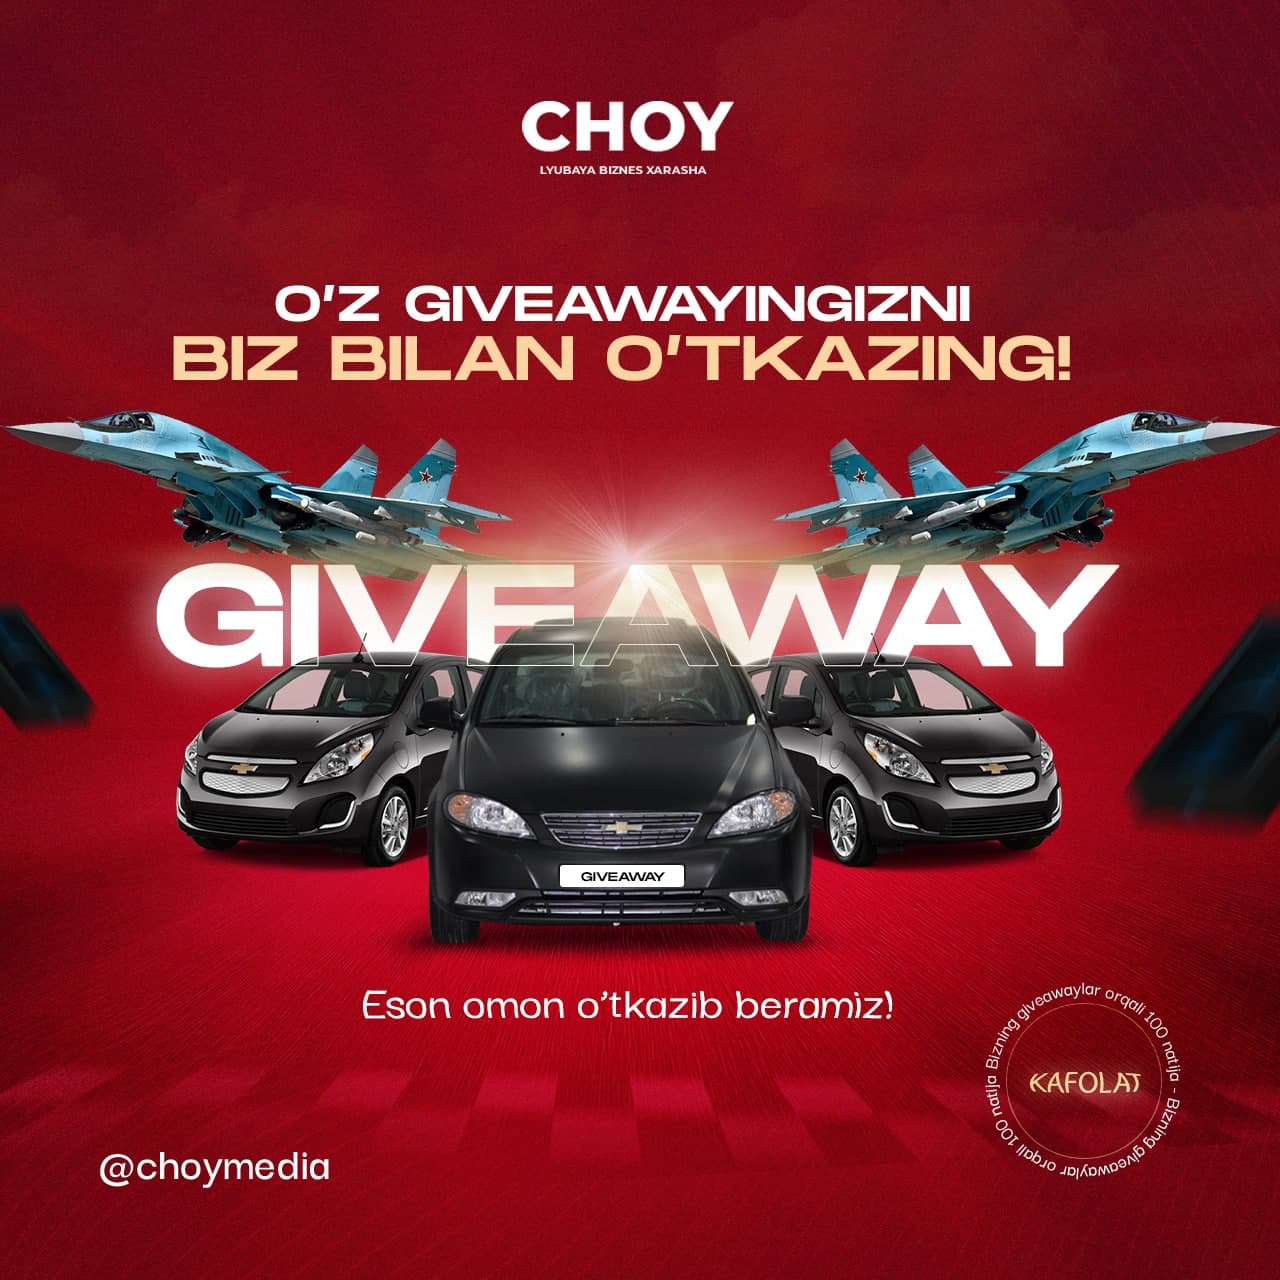 CHOY
LYUBAYA BIZNES XARASHA
O'Z GIVEAWAYINGIZNI
BIZ BILAN O'TKAZING!
GIVEAWAY
GIVEAWAY
Eson omon o'tkazib beramiz!
Bizning giveawaylar orqali 100 natija - Bizning giveawaylar orqali 100 natija
KAFOLAT
@choymedia